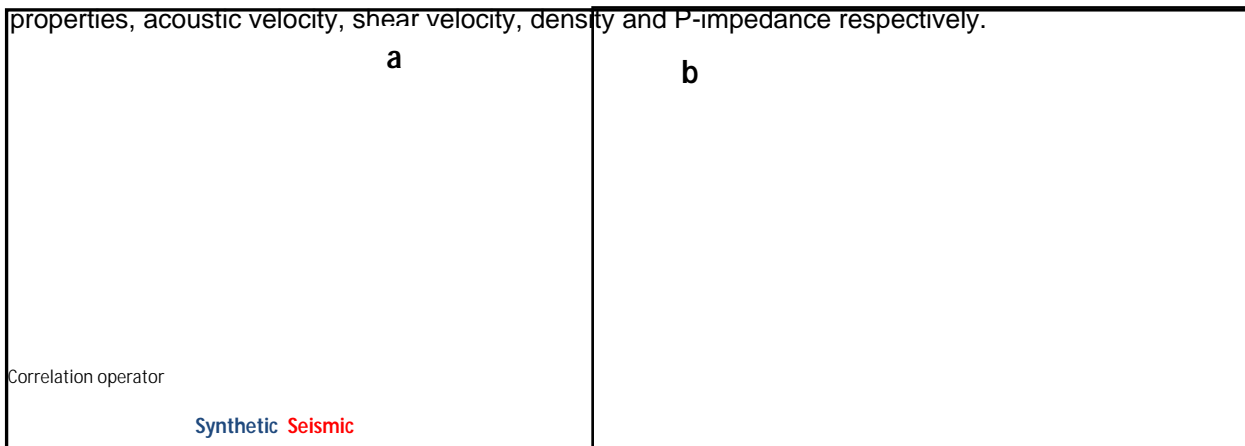 properties, acoustic velocity, shear velocity, density and P-impedance respectively.
a
b
Correlation operator
Synthetic Seismic